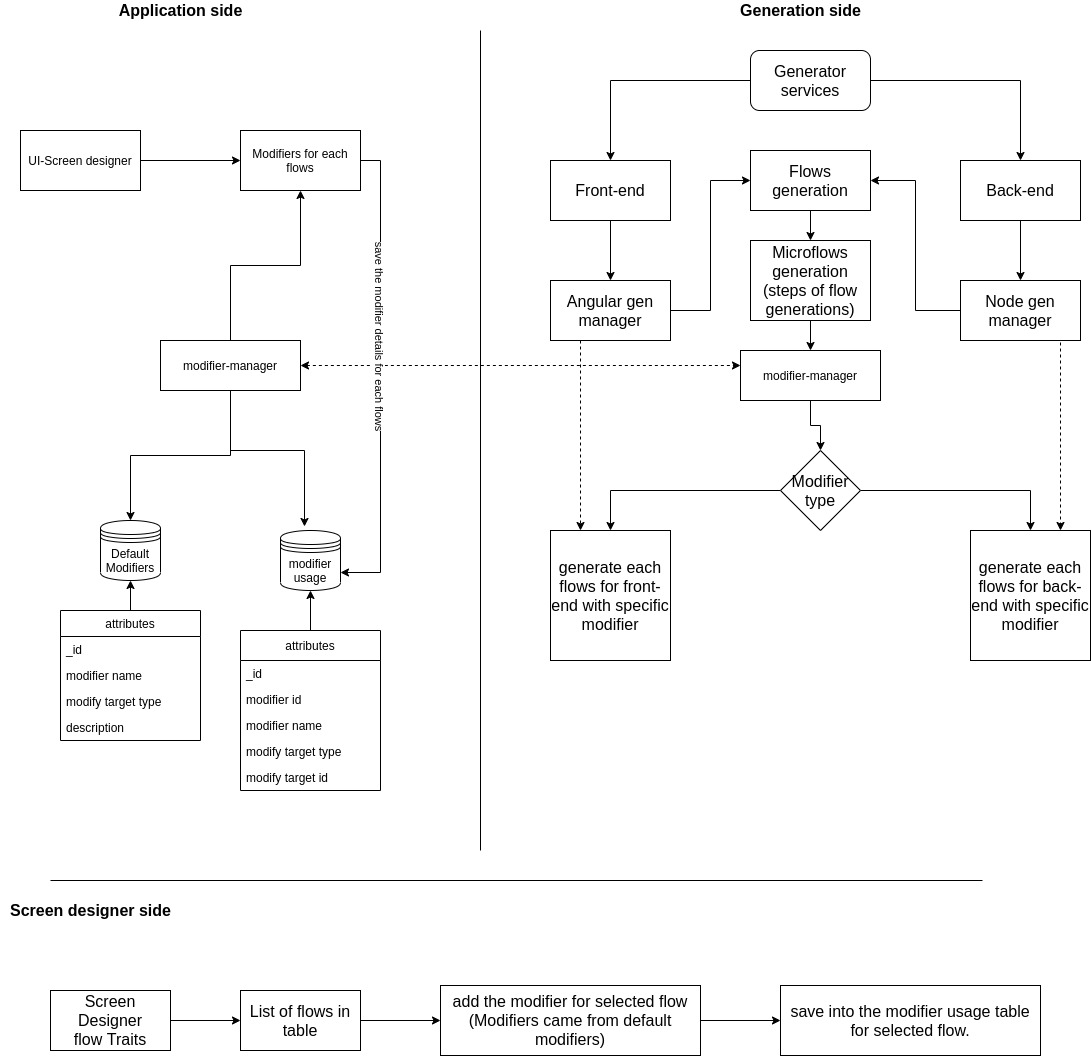 Application side
Generation side
Generator
services
UI-Screen designer
Modifiers for each
flows
Front-end
Flows
generation
Back-end
save the modifier details for each flows
Microflows
generation
(steps of flow
generations)
Angular gen
manager
Node gen
manager
modifier-manager
modifier-manager
Modifier
type
Default
Modifiers
modifier
usage
generate each
flows for front-
end with specific
modifier
generate each
flows for back-
end with specific
modifier
attributes
_id
modifier name
modify target type
description
attributes
_id
modifier id
modifier name
modify target type
modify target id
Screen designer side
Screen
Designer
flow Traits
List of flows in
table
add the modifier for selected flow
(Modifiers came from default
modifiers)
save into the modifier usage table
for selected flow.